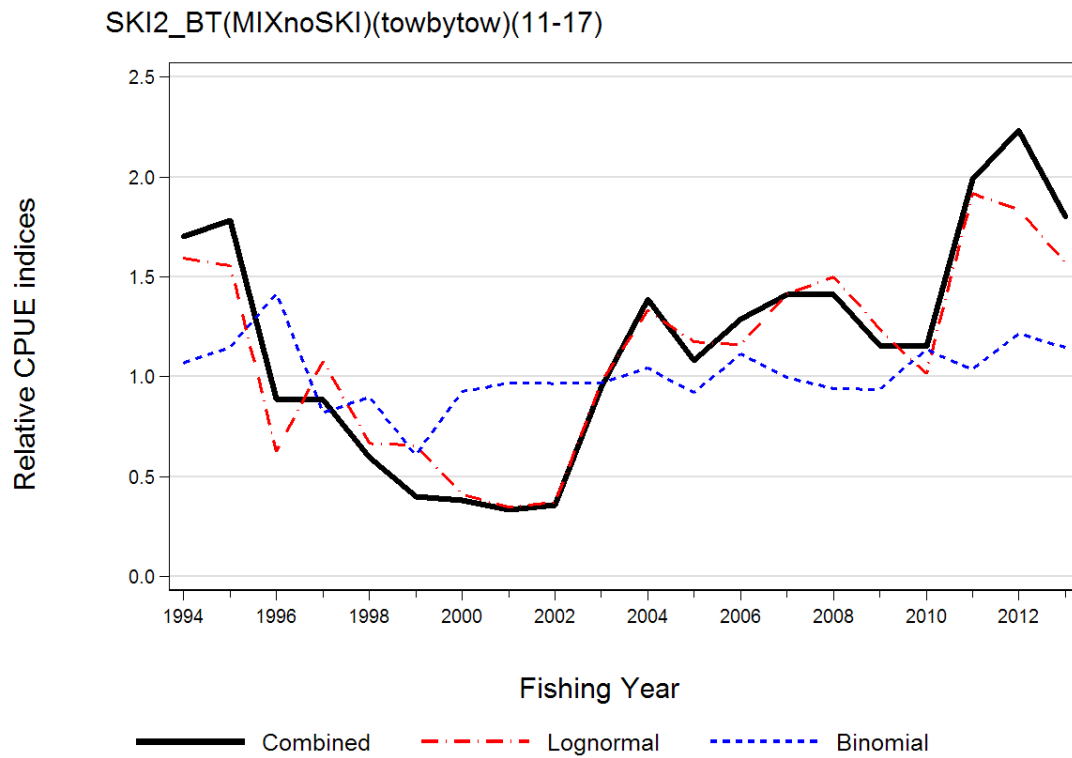 SKI2_BT(MIXnoSKI)(towbytow)(11-17)
Relative CPUE indices
2.5
2.0
1.5
1.0
0.5
0.0
1994 1996 1998 2000 2002 2004 2006 2008 2010 2012
Fishing Year
Combined Lognormal Binomial